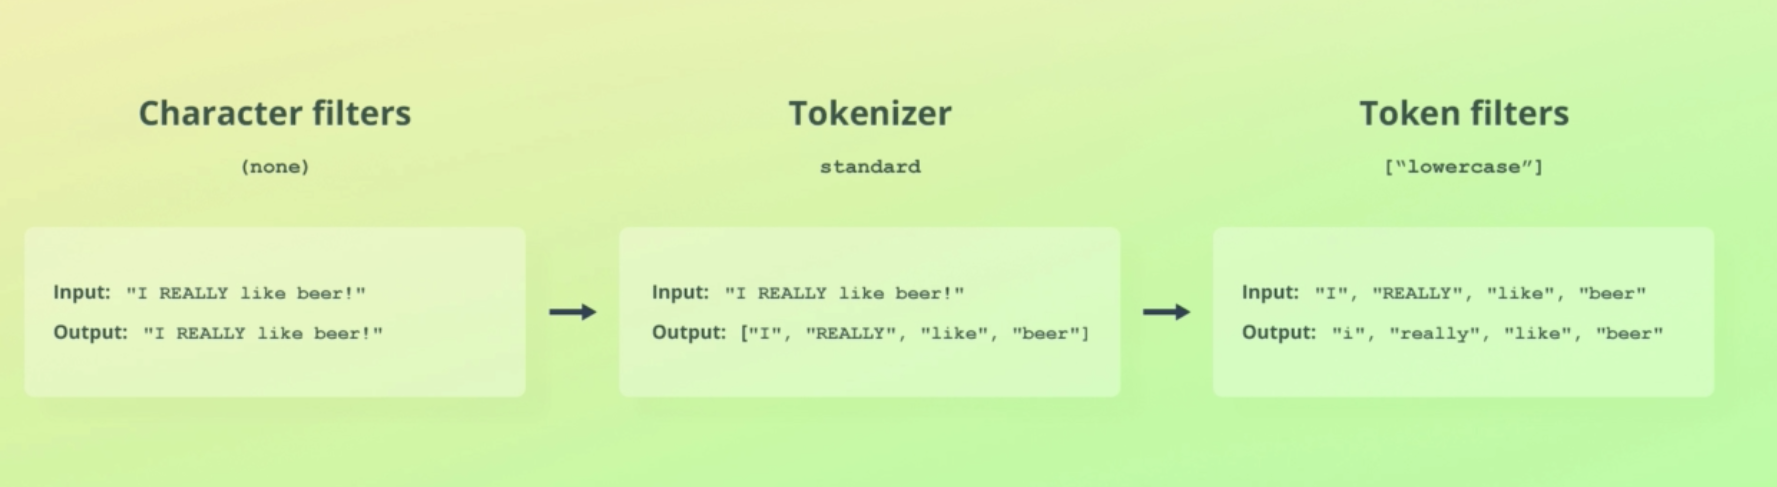 Character filters
(none)
Input: "I REALLY like beer!"
Output: "I REALLY like beer!"
Tokenizer
standard
Input: "I REALLY like beer!"
Output: ["I", "REALLY", "like", "beer"]
Token filters
[“lowercase”]
Input: "I", "REALLY", "like", "beer"
Output: "i", "really", "like", "beer"